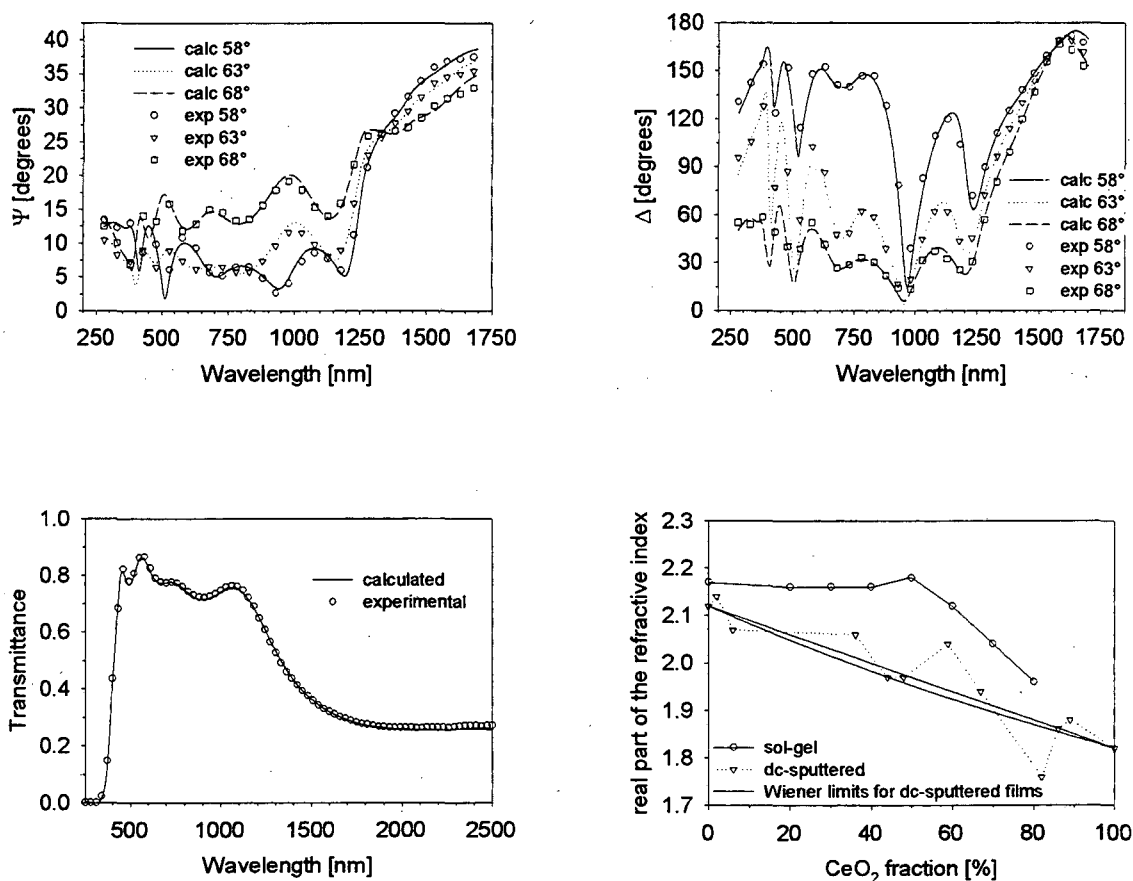 40
35
30
25
20
15
10
5
0
Ψ [degrees]
calc 58°
calc 63°
calc 68°
exp 58°
exp 63°
exp 68°
250 500 750 1000 1250 1500 1750
Wavelength [nm]
180
150
120
90
60
30
0
Δ [degrees]
calc 58°
calc 63°
calc 68°
exp 58°
exp 63°
exp 68°
250 500 750 1000 1250 1500 1750
Wavelength [nm]
1.0
0.8
0.6
0.4
0.2
0.0
Transmittance
calculated
experimental
500 1000 1500 2000 2500
Wavelength [nm]
2.3
2.2
2.1
2.0
1.9
1.8
1.7
real part of the refractive index
sol-gel
dc-sputtered
Wiener limits for dc-sputtered films
0 20 40 60 80 100
CeO₂ fraction [%]